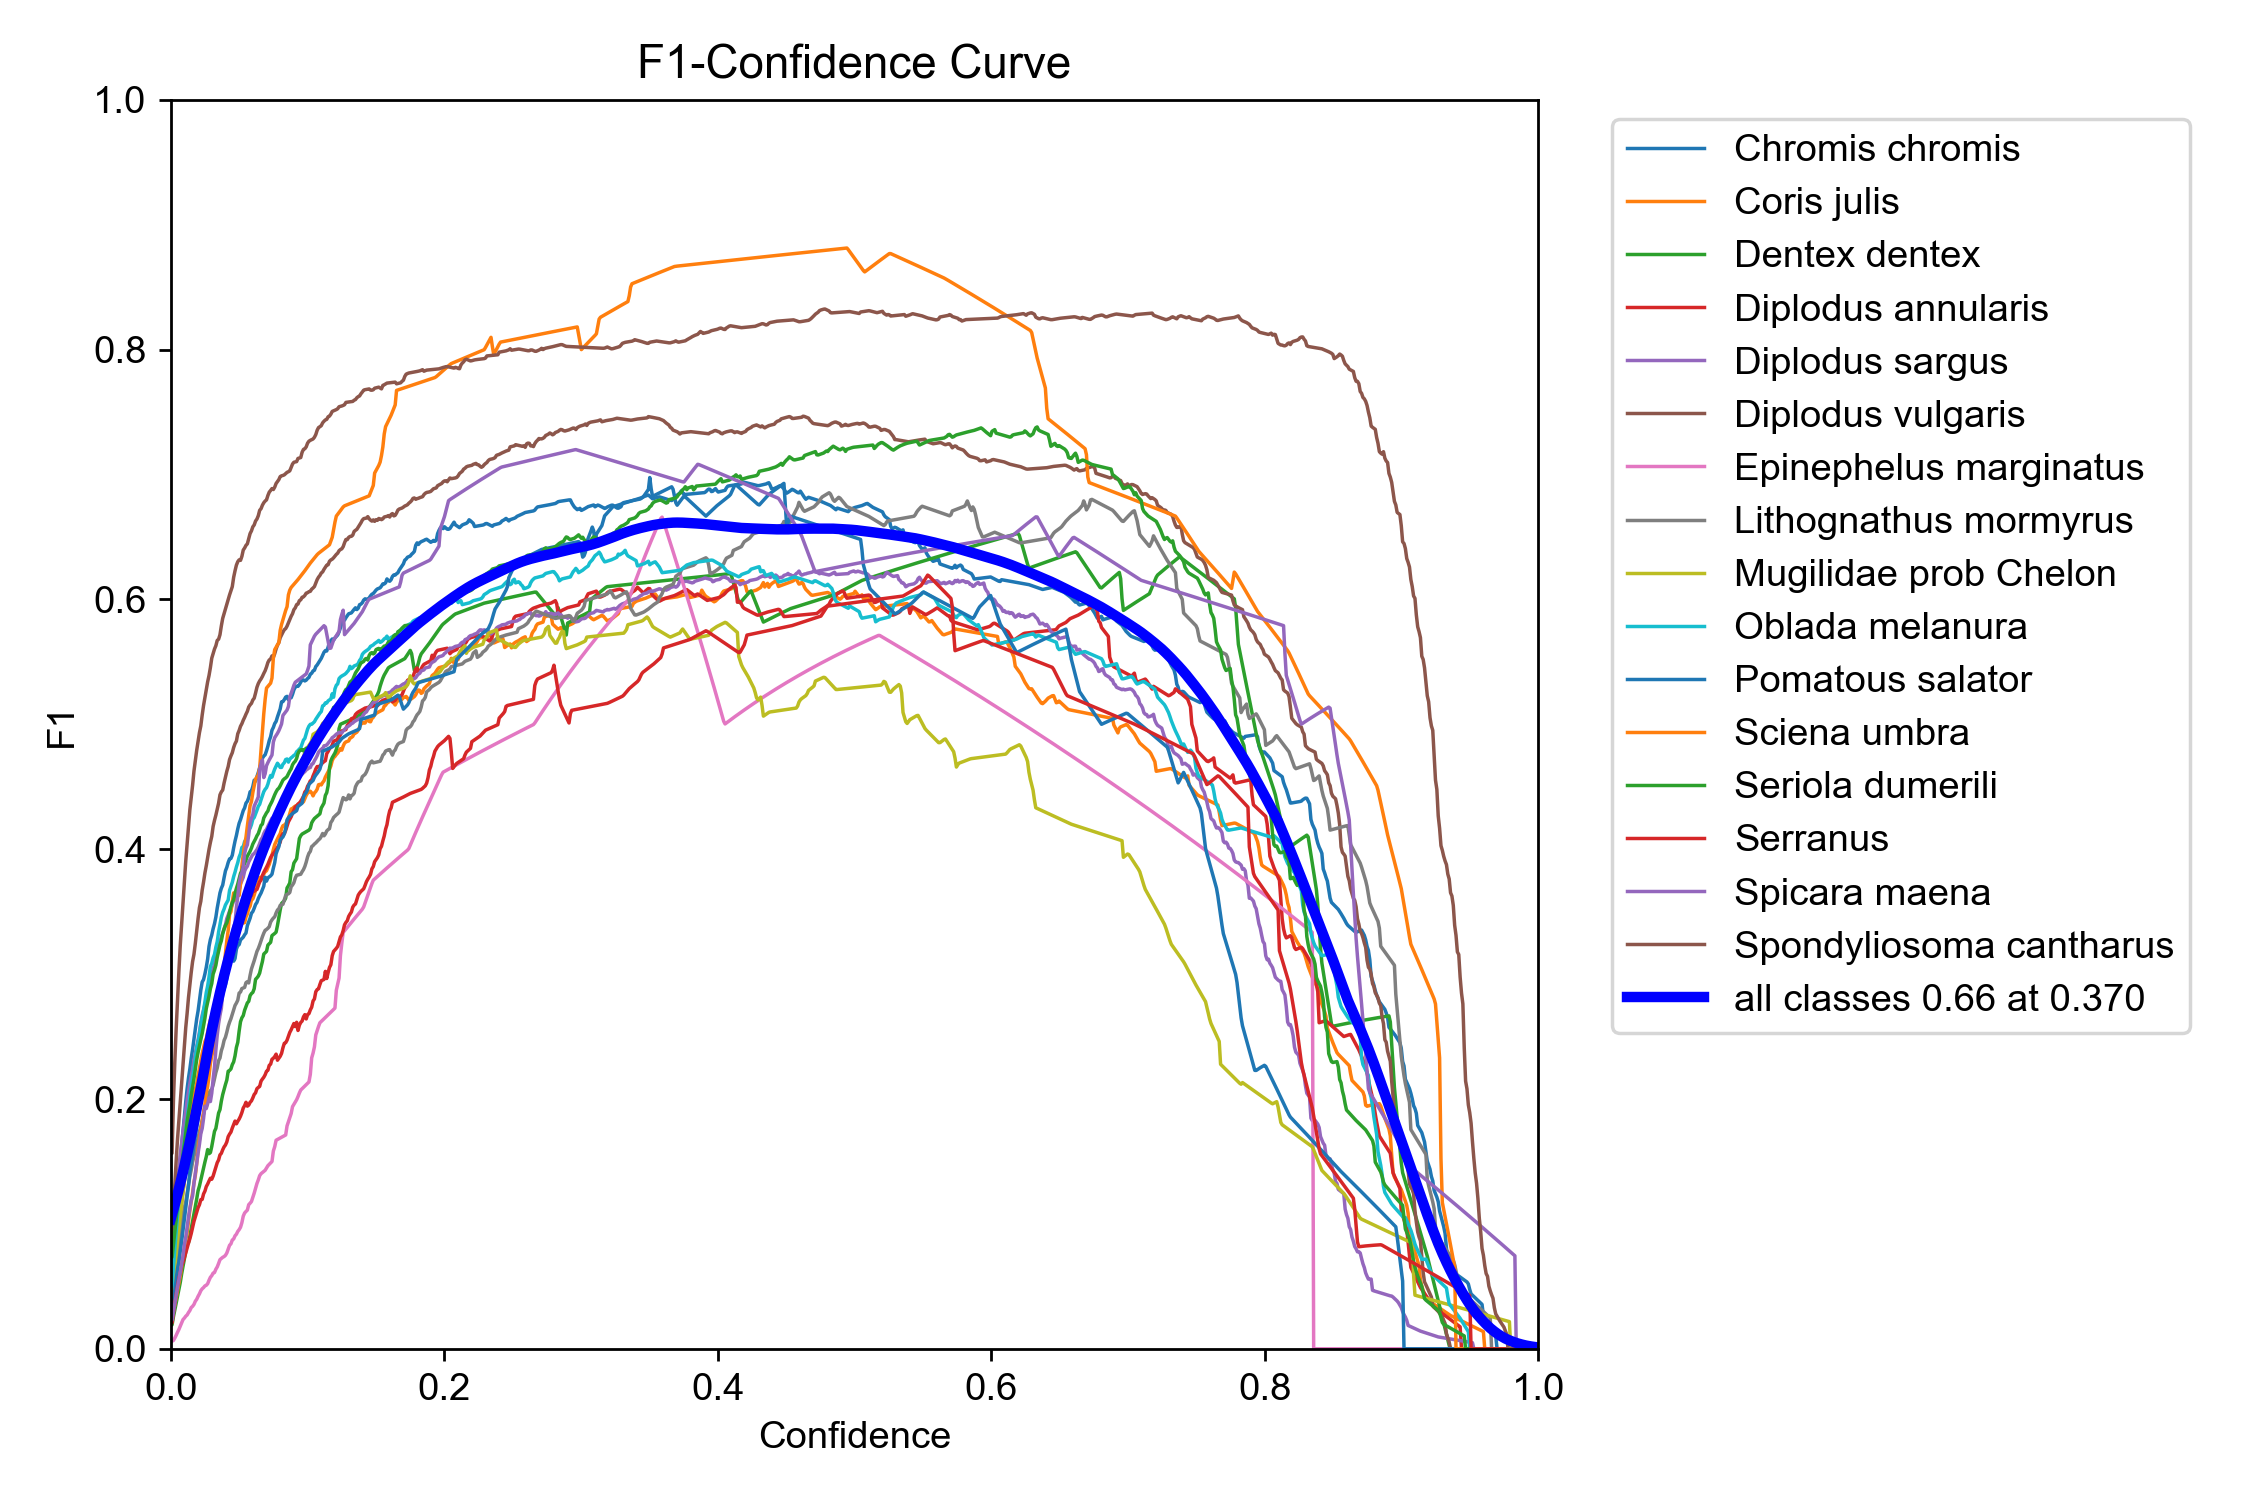 F1-Confidence Curve
1.0
0.8
0.6
0.4
0.2
0.0
F1
0.0 0.2 0.4 0.6 0.8 1.0
Confidence
Chromis chromis
Coris julis
Dentex dentex
Diplodus annularis
Diplodus sargus
Diplodus vulgaris
Epinephelus marginatus
Lithognathus mormyrus
Mugilidae prob Chelon
Oblada melanura
Pomatous salator
Sciena umbra
Seriola dumerili
Serranus
Spicara maena
Spondyliosoma cantharus
all classes 0.66 at 0.370